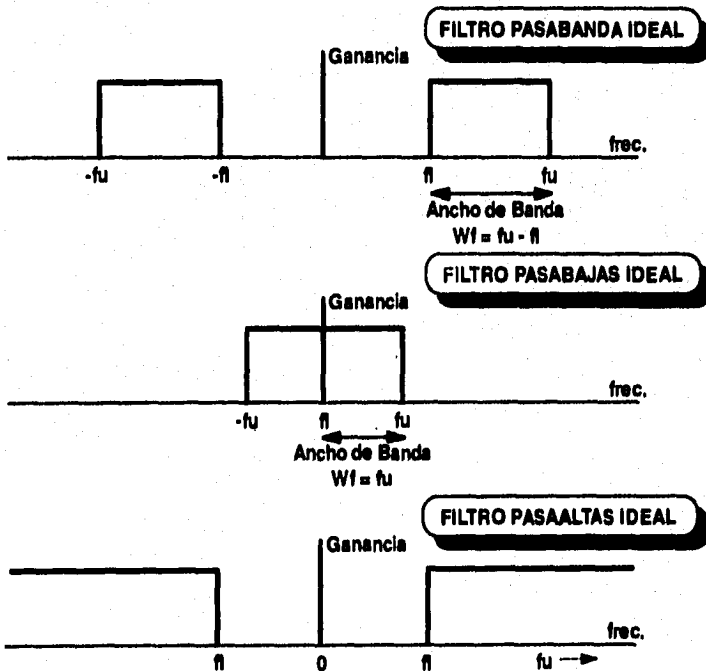 FILTRO PASABANDA IDEAL
Ganancia
frec.
-fu -fl fl fu
Ancho de Banda
Wf = fu - fl
FILTRO PASABAJAS IDEAL
Ganancia
frec.
-fu fl fu
Ancho de Banda
Wf = fu
FILTRO PASAALTAS IDEAL
Ganancia
frec.
fl 0 fl fu